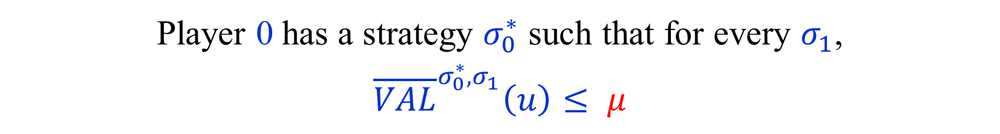 Player 0 has a strategy σ₀* such that for every σ₁,
V̅A̅L̅^{σ₀*,σ₁}(u) ≤ μ